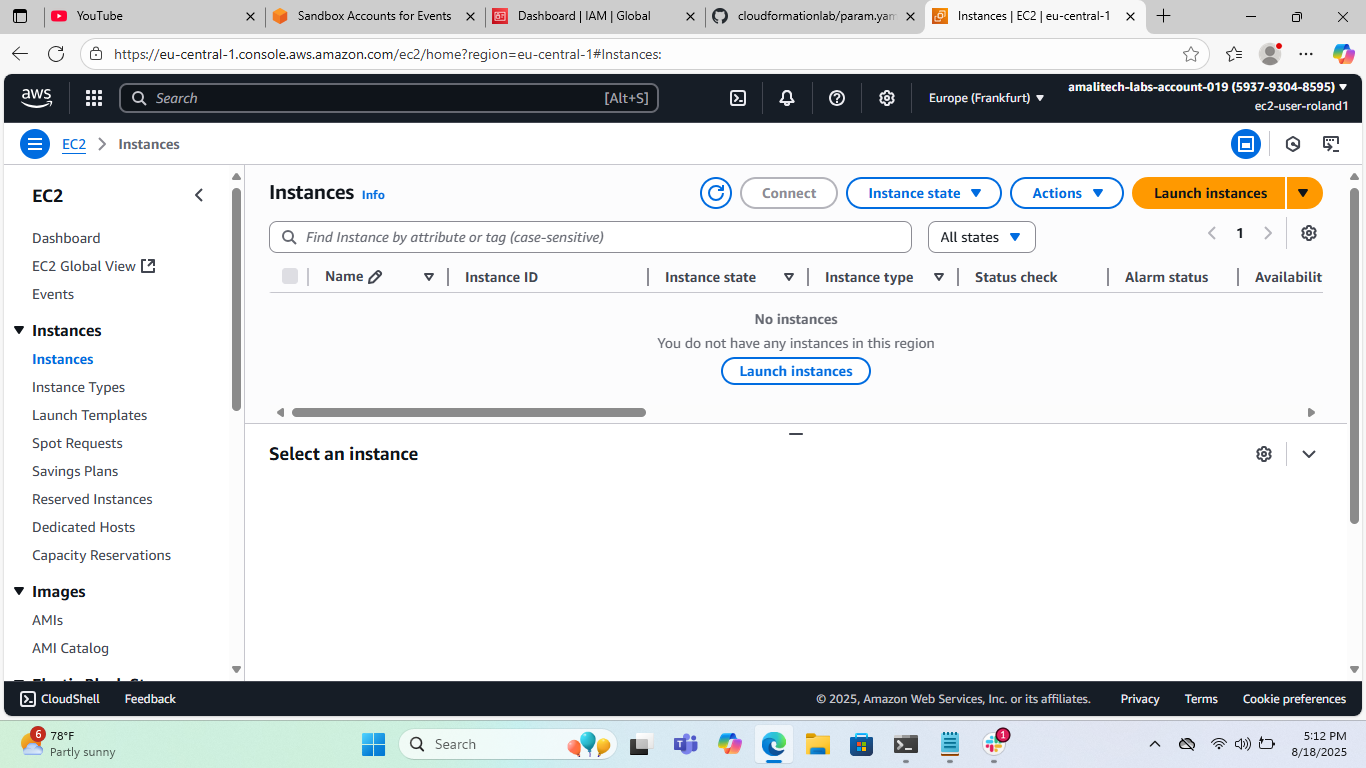 YouTube
Sandbox Accounts for Events
Dashboard | IAM | Global
cloudformationlab/param.yam
Instances | EC2 | eu-central-1
https://eu-central-1.console.aws.amazon.com/ec2/home?region=eu-central-1#Instances:
aws
Search
[Alt+S]
Europe (Frankfurt)
amalitech-labs-account-019 (5937-9304-8595)
ec2-user-roland1
EC2
Instances
EC2
Dashboard
EC2 Global View
Events
Instances
Instances
Instance Types
Launch Templates
Spot Requests
Savings Plans
Reserved Instances
Dedicated Hosts
Capacity Reservations
Images
AMIs
AMI Catalog
Instances Info
Connect
Instance state
Actions
Launch instances
Find Instance by attribute or tag (case-sensitive)
All states
1
Name
Instance ID
Instance state
Instance type
Status check
Alarm status
Availabilit
No instances
You do not have any instances in this region
Launch instances
Select an instance
CloudShell
Feedback
© 2025, Amazon Web Services, Inc. or its affiliates.
Privacy
Terms
Cookie preferences
6
78°F
Partly sunny
Search
1
5:12 PM
8/18/2025